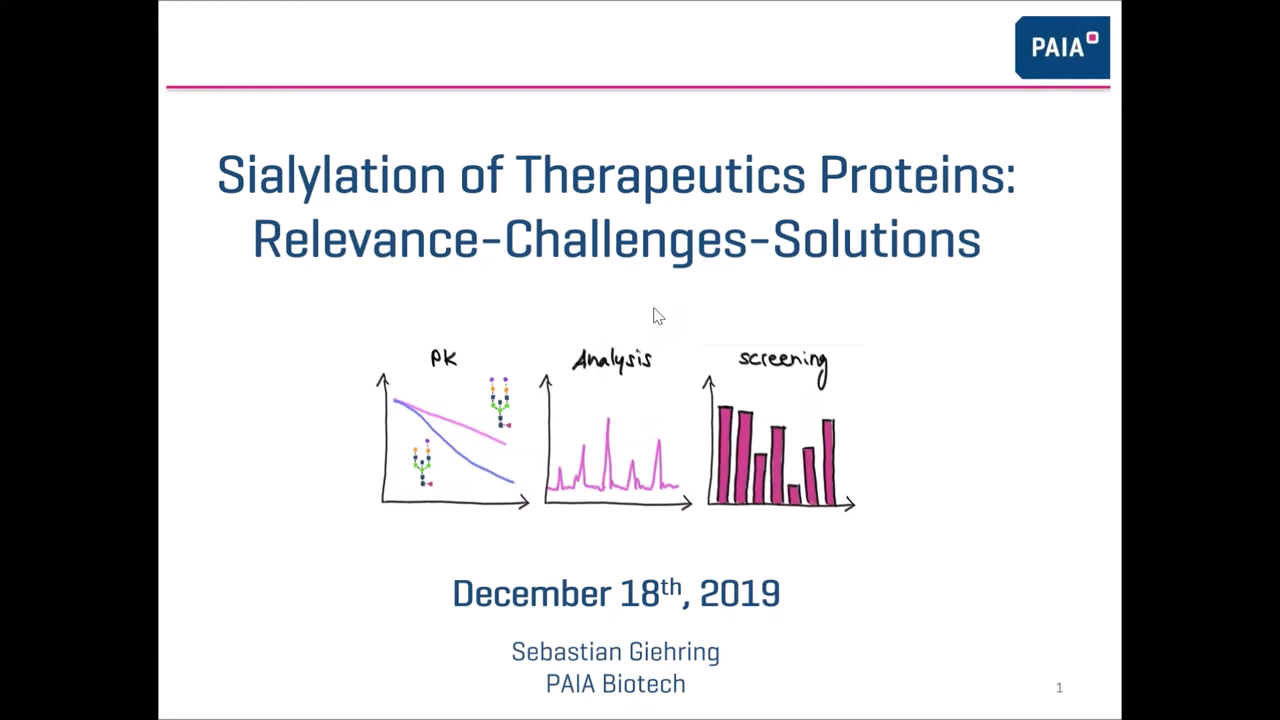 PAIA
Sialylation of Therapeutics Proteins:
Relevance-Challenges-Solutions
PK
Analysis
screening
December 18th, 2019
Sebastian Giehring
PAIA Biotech
1